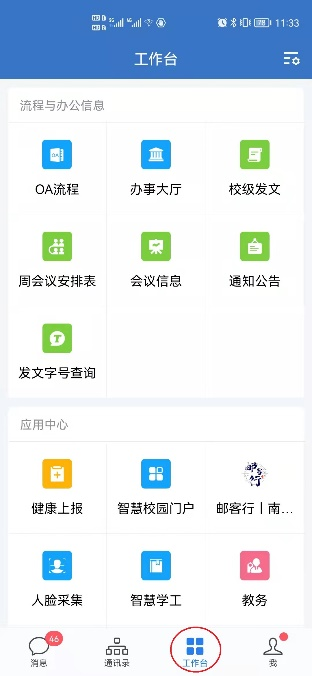 11:33
工作台
流程与办公信息
OA流程
办事大厅
校级发文
周会议安排表
会议信息
通知公告
发文字号查询
应用中心
健康上报
智慧校园门户
邮客行丨南...
人脸采集
智慧学工
教务
46
消息
通讯录
工作台
我